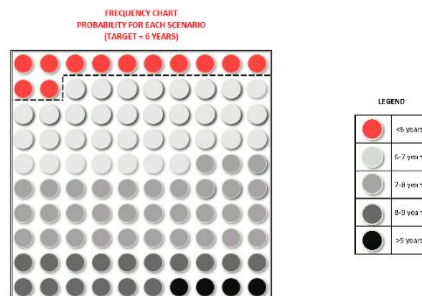 FREQUENCY CHART
PROBABILITY FOR EACH SCENARIO
(TARGET = 6 YEARS)
LEGEND
<6 years
6-7 years
7-8 years
8-9 years
>9 years